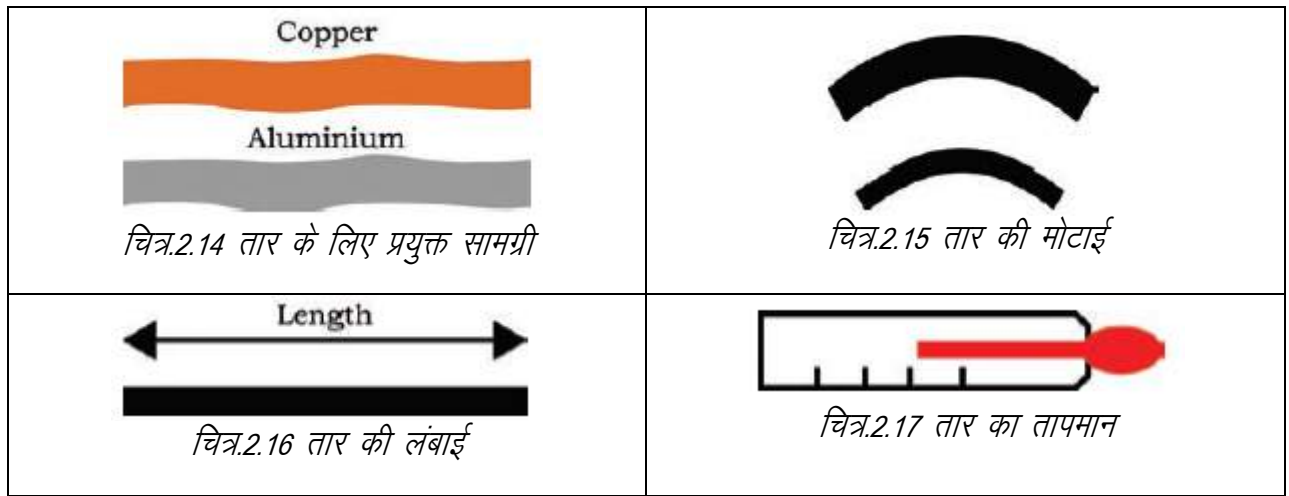 Copper
Aluminium
चित्र.2.14 तार के लिए प्रयुक्त सामग्री
चित्र.2.15 तार की मोटाई
Length
चित्र.2.16 तार की लंबाई
चित्र.2.17 तार का तापमान